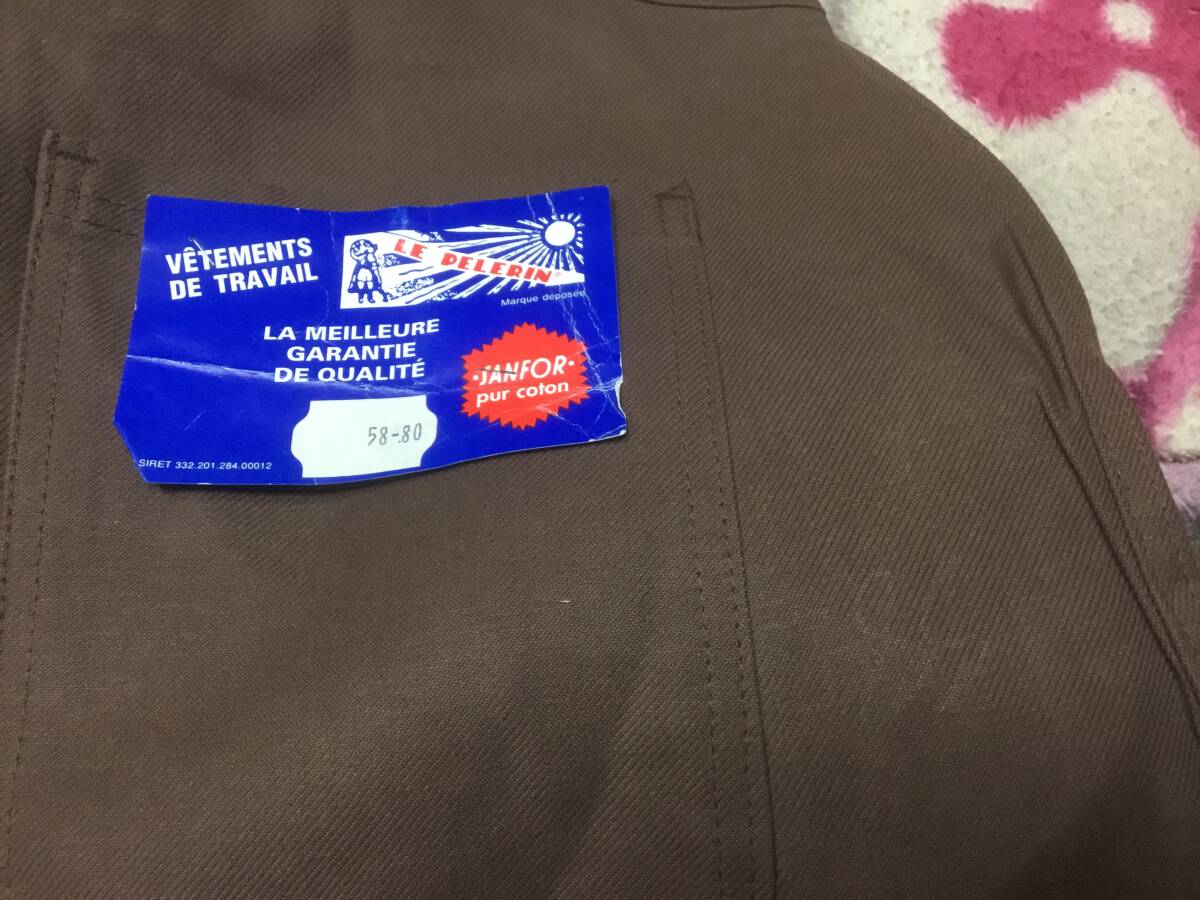 VÊTEMENTS
DE TRAVAIL
LE PELERIN
Marque déposée
LA MEILLEURE
GARANTIE
DE QUALITÉ
·SANFOR·
pur coton
58-.80
SIRET 332.201.284.00012